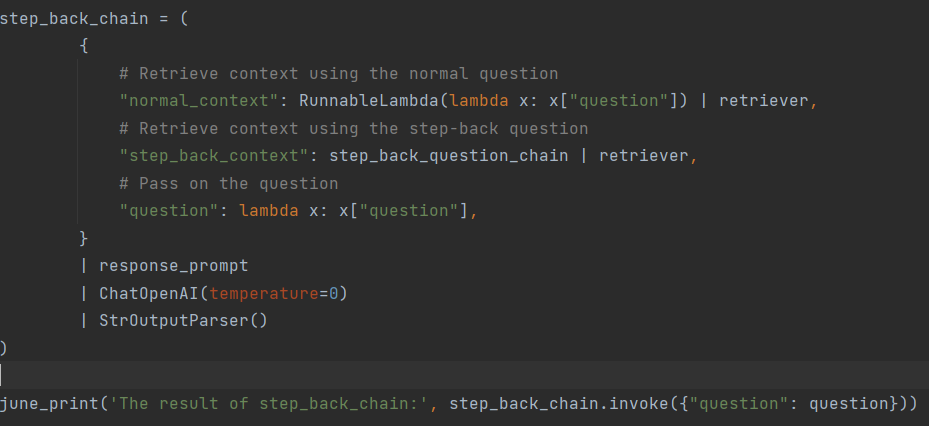 step_back_chain = (
{
# Retrieve context using the normal question
"normal_context": RunnableLambda(lambda x: x["question"]) | retriever,
# Retrieve context using the step-back question
"step_back_context": step_back_question_chain | retriever,
# Pass on the question
"question": lambda x: x["question"],
}
| response_prompt
| ChatOpenAI(temperature=0)
| StrOutputParser()
)
june_print('The result of step_back_chain:', step_back_chain.invoke({"question": question}))